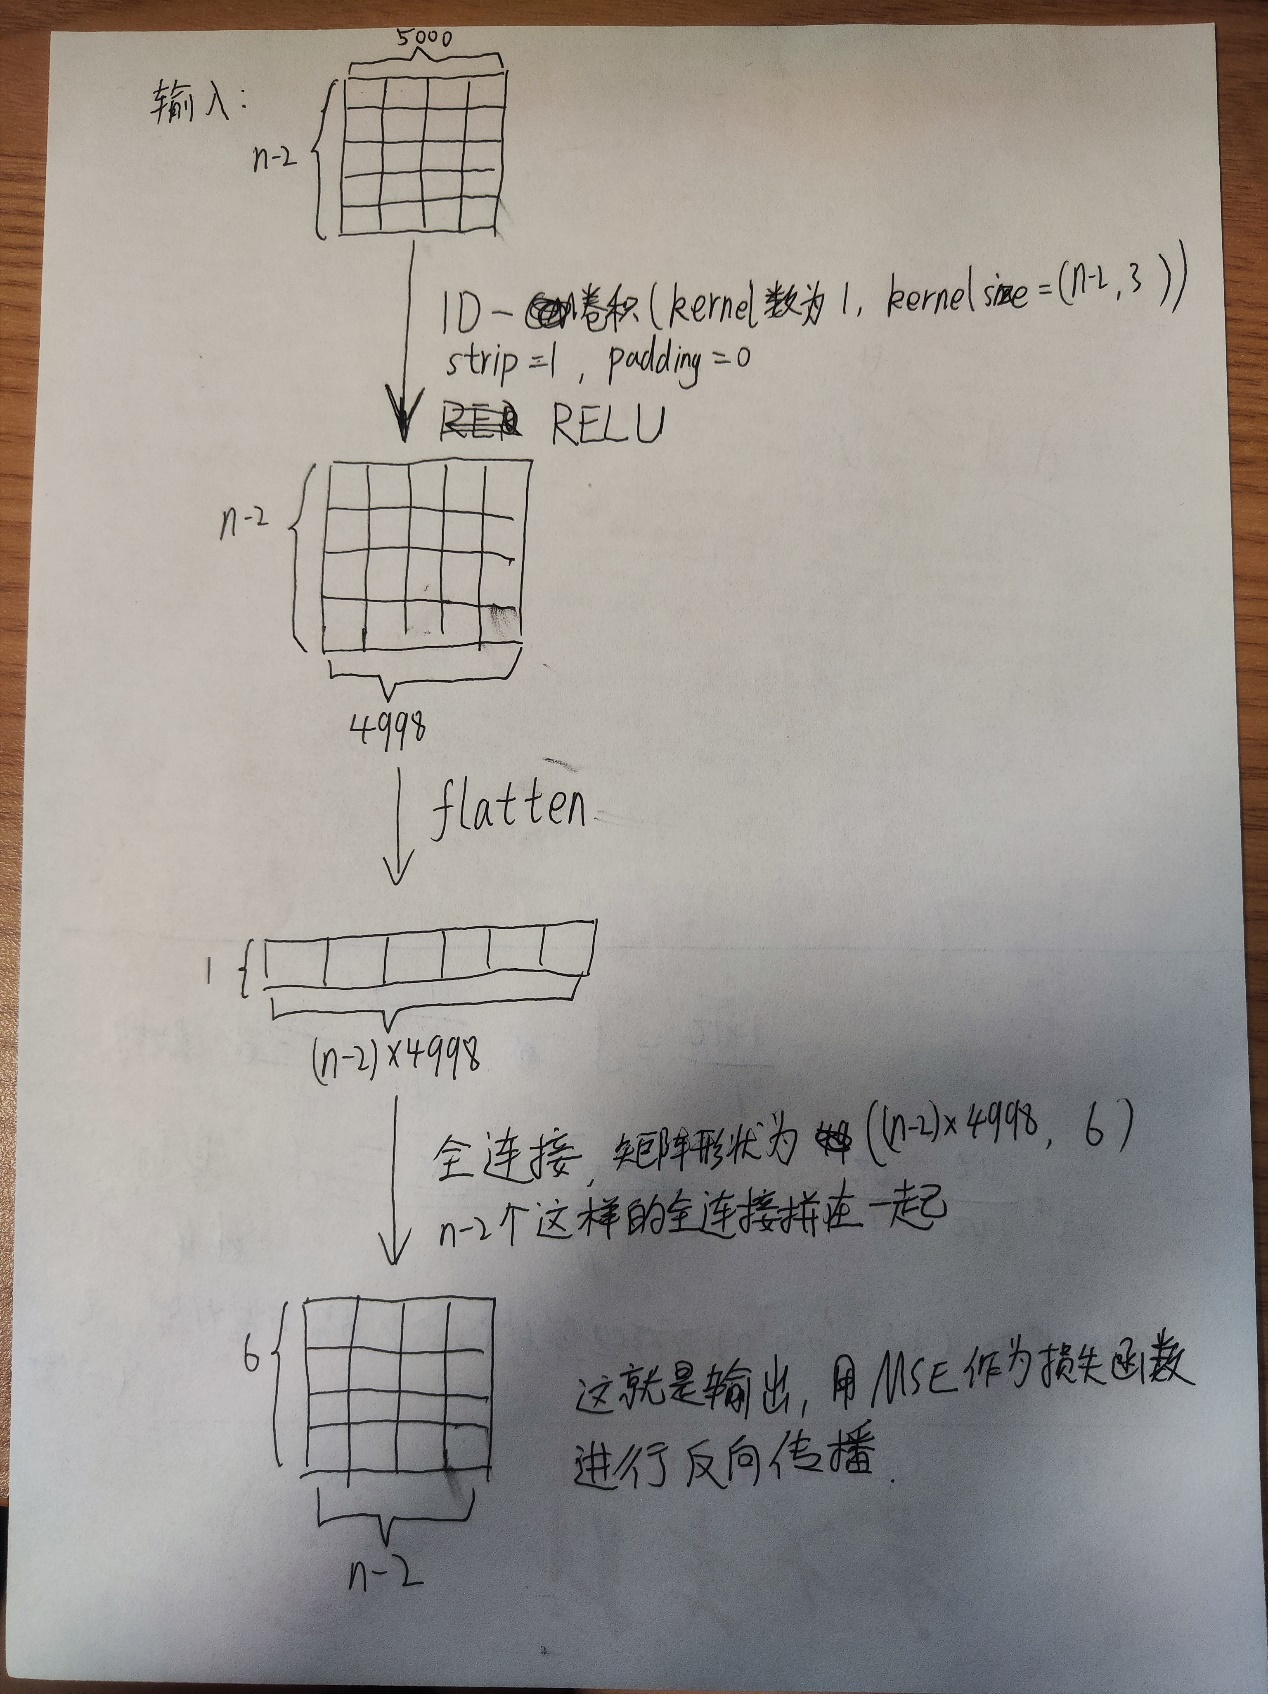 5000
输入:
n-2
1D-卷积(kernel数为1, kernel size=(n-2,3))
strip=1, padding=0
RELU
n-2
4998
flatten
1
(n-2)×4998
全连接,矩阵形状为((n-2)×4998, 6)
n-2个这样的全连接拼在一起
6
这就是输出,用MSE作为损失函数
进行反向传播.
n-2